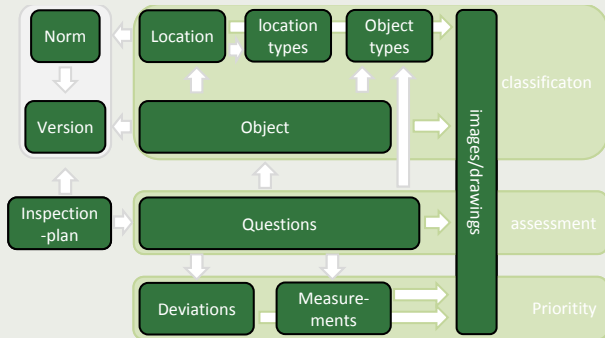 Norm
Location
location
types
Object
types
classificaton
images/drawings
Version
Object
Inspection
-plan
Questions
assessment
Deviations
Measure-
ments
Prioritity